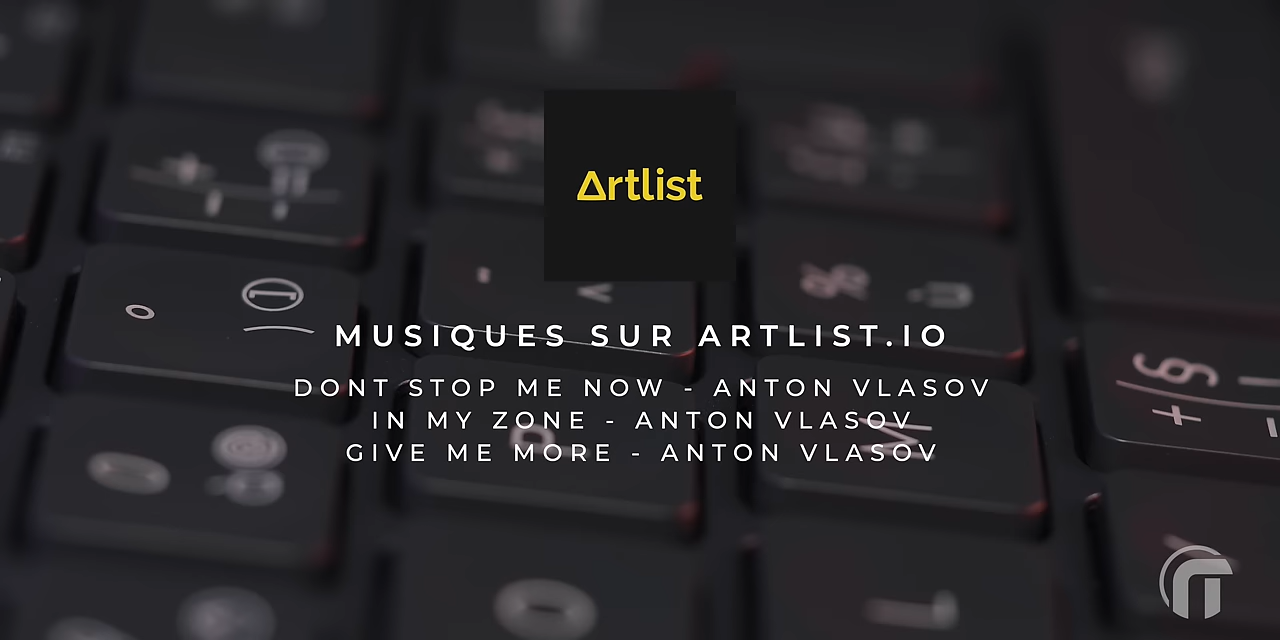 Artlist
MUSIQUES SUR ARTLIST.IO
DONT STOP ME NOW - ANTON VLASOV
IN MY ZONE - ANTON VLASOV
GIVE ME MORE - ANTON VLASOV